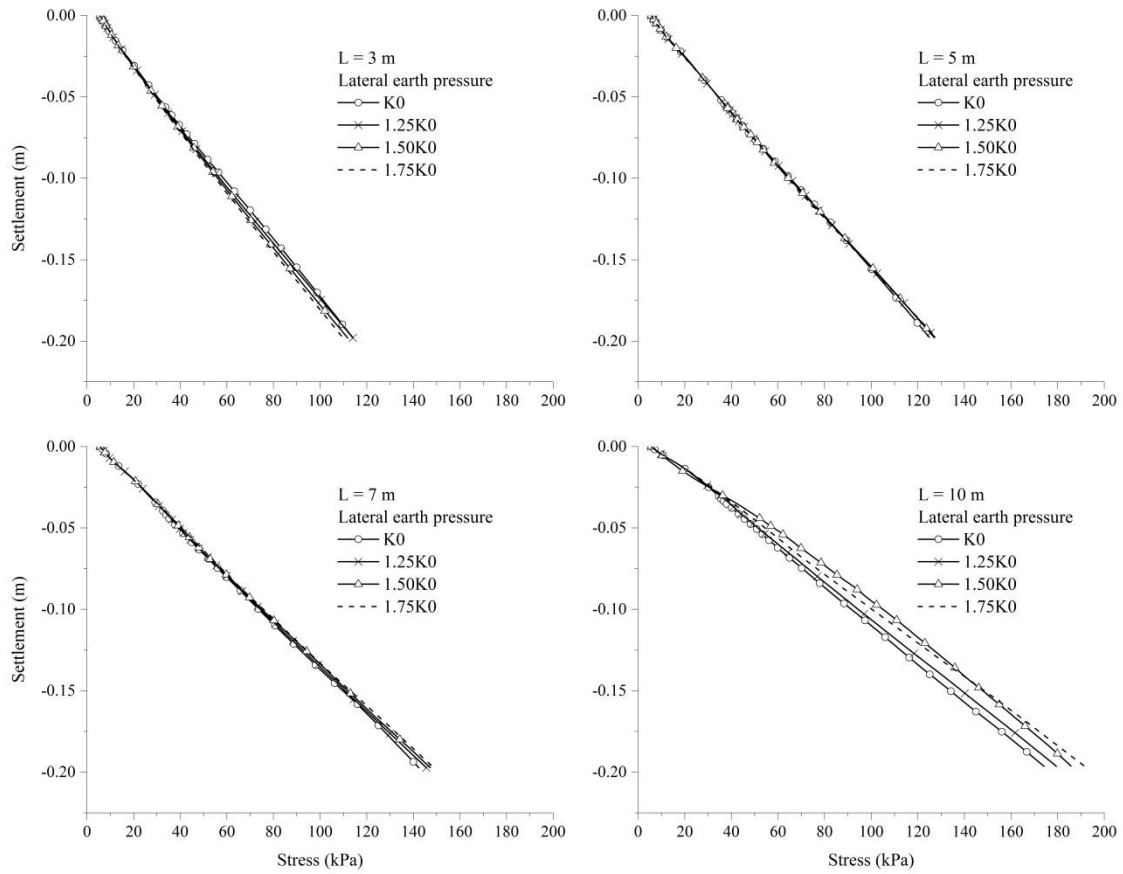 0.00
-0.05
-0.10
-0.15
-0.20
Settlement (m)
L = 3 m
Lateral earth pressure
K0
1.25K0
1.50K0
1.75K0
0 20 40 60 80 100 120 140 160 180 200
0.00
-0.05
-0.10
-0.15
-0.20
L = 5 m
Lateral earth pressure
K0
1.25K0
1.50K0
1.75K0
0 20 40 60 80 100 120 140 160 180 200
0.00
-0.05
-0.10
-0.15
-0.20
Settlement (m)
L = 7 m
Lateral earth pressure
K0
1.25K0
1.50K0
1.75K0
0 20 40 60 80 100 120 140 160 180 200
Stress (kPa)
0.00
-0.05
-0.10
-0.15
-0.20
L = 10 m
Lateral earth pressure
K0
1.25K0
1.50K0
1.75K0
0 20 40 60 80 100 120 140 160 180 200
Stress (kPa)